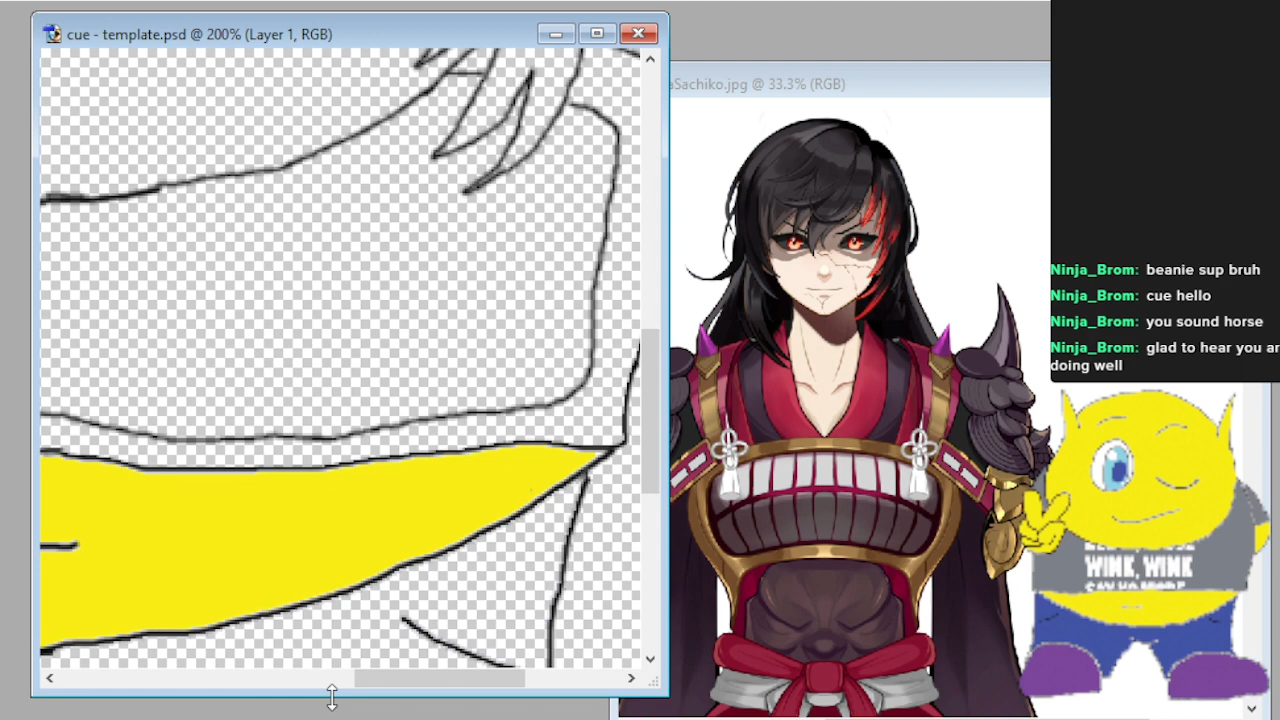 cue - template.psd @ 200% (Layer 1, RGB)
aSachiko.jpg @ 33.3% (RGB)
Ninja_Brom: beanie sup bruh
Ninja_Brom: cue hello
Ninja_Brom: you sound horse
Ninja_Brom: glad to hear you ar
doing well
WINK, WINK